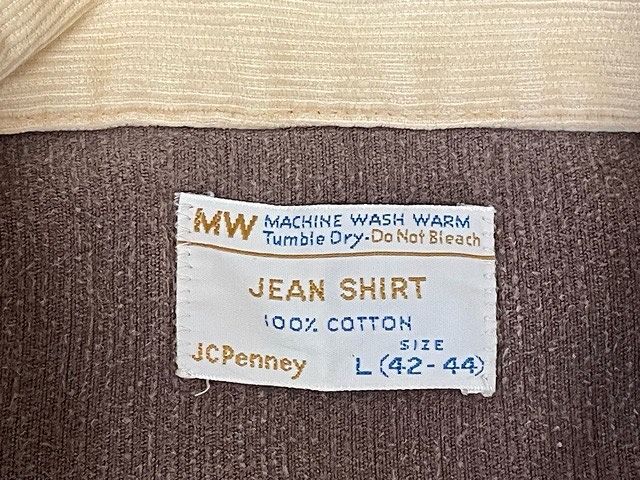 MW MACHINE WASH WARM
Tumble Dry-Do Not Bleach
JEAN SHIRT
100% COTTON
SIZE
JCPenney L (42-44)